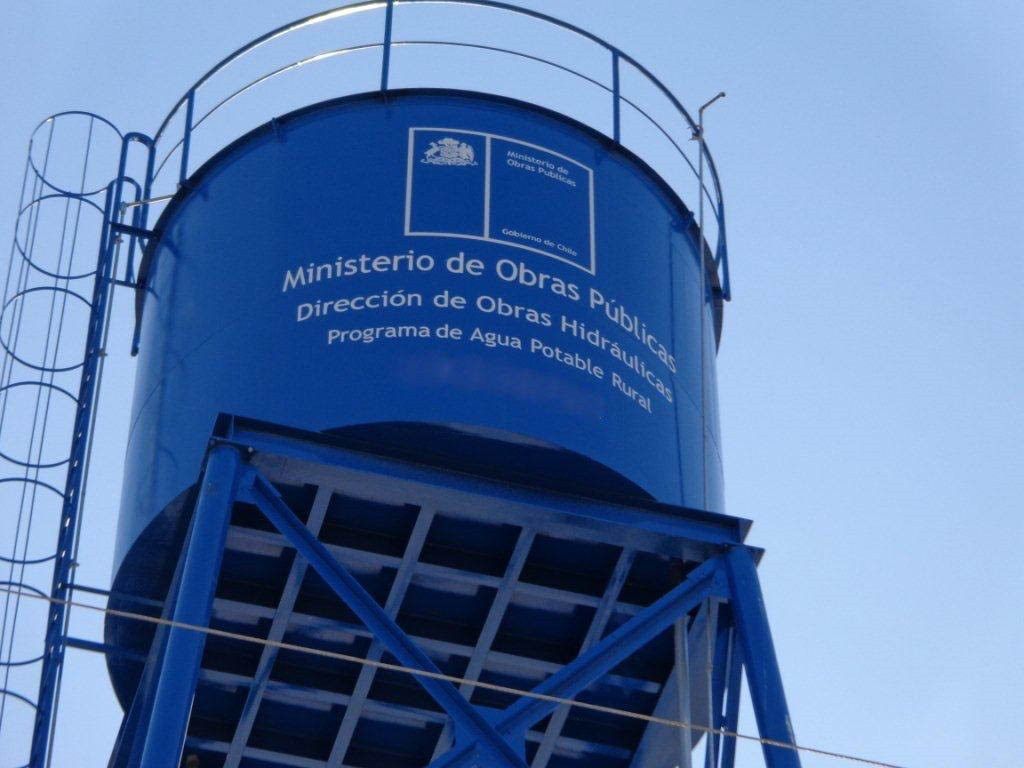 Ministerio de
Obras Públicas
Gobierno de Chile
Ministerio de Obras Públicas
Dirección de Obras Hidráulicas
Programa de Agua Potable Rural